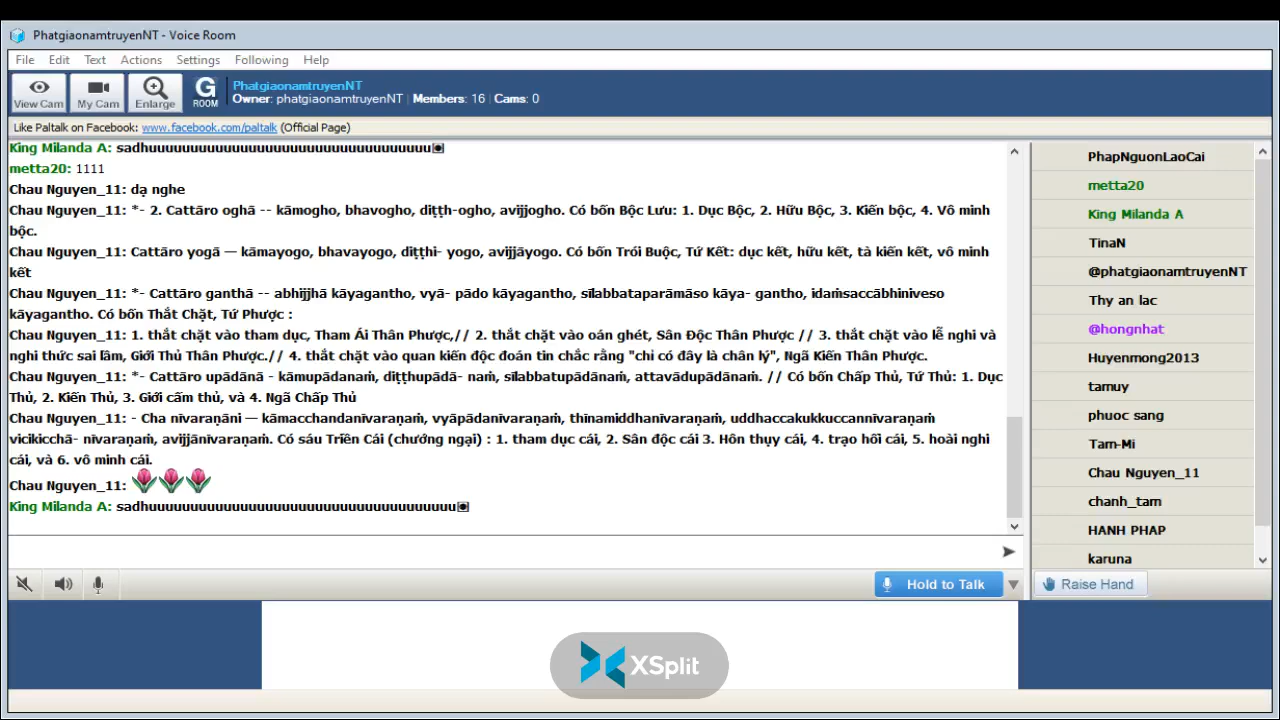 PhatgiaonamtruyenNT - Voice Room
File Edit Text Actions Settings Following Help
View Cam My Cam Enlarge G ROOM
PhatgiaonamtruyenNT
Owner: phatgiaonamtruyenNT | Members: 16 | Cams: 0
Like Paltalk on Facebook: www.facebook.com/paltalk (Official Page)
King Milanda A: sadhuuuuuuuuuuuuuuuuuuuuuuuuuuuuuuuuuu
metta20: 1111
Chau Nguyen_11: dạ nghe
Chau Nguyen_11: *- 2. Cattāro oghā -- kāmogho, bhavogho, diṭṭh-ogho, avijjogho. Có bốn Bộc Lưu: 1. Dục Bộc, 2. Hữu Bộc, 3. Kiến bộc, 4. Vô minh
bộc.
Chau Nguyen_11: Cattāro yogā — kāmayogo, bhavayogo, diṭṭhi- yogo, avijjāyogo. Có bốn Trói Buộc, Tứ Kết: dục kết, hữu kết, tà kiến kết, vô minh
kết
Chau Nguyen_11: *- Cattāro ganthā -- abhijjhā kāyagantho, vyā- pādo kāyagantho, sīlabbataparāmāso kāya- gantho, idaṁsaccābhiniveso
kāyagantho. Có bốn Thắt Chặt, Tứ Phược :
Chau Nguyen_11: 1. thắt chặt vào tham dục, Tham Ái Thân Phược,// 2. thắt chặt vào oán ghét, Sân Độc Thân Phược // 3. thắt chặt vào lễ nghi và
nghi thức sai lầm, Giới Thủ Thân Phược.// 4. thắt chặt vào quan kiến độc đoán tin chắc rằng "chỉ có đây là chân lý", Ngã Kiến Thân Phược.
Chau Nguyen_11: *- Cattāro upādānā - kāmupādanaṁ, diṭṭhupādā- naṁ, sīlabbatupādānaṁ, attavādupādānaṁ. // Có bốn Chấp Thủ, Tứ Thủ: 1. Dục
Thủ, 2. Kiến Thủ, 3. Giới cấm thủ, và 4. Ngã Chấp Thủ
Chau Nguyen_11: - Cha nīvaraṇāni — kāmacchandanīvaraṇaṁ, vyāpādanīvaraṇaṁ, thīnamiddhanīvaraṇaṁ, uddhaccakukkuccannīvaraṇaṁ
vicikicchā- nīvaraṇaṁ, avijjānīvaraṇaṁ. Có sáu Triền Cái (chướng ngại) : 1. tham dục cái, 2. Sân độc cái 3. Hôn thụy cái, 4. trạo hối cái, 5. hoài nghi
cái, và 6. vô minh cái.
Chau Nguyen_11:
King Milanda A: sadhuuuuuuuuuuuuuuuuuuuuuuuuuuuuuuuuuuuuu
Hold to Talk
PhapNguonLaoCai
metta20
King Milanda A
TinaN
@phatgiaonamtruyenNT
Thy an lac
@hongnhat
Huyenmong2013
tamuy
phuoc sang
Tam-Mi
Chau Nguyen_11
chanh_tam
HANH PHAP
karuna
Raise Hand
XSplit